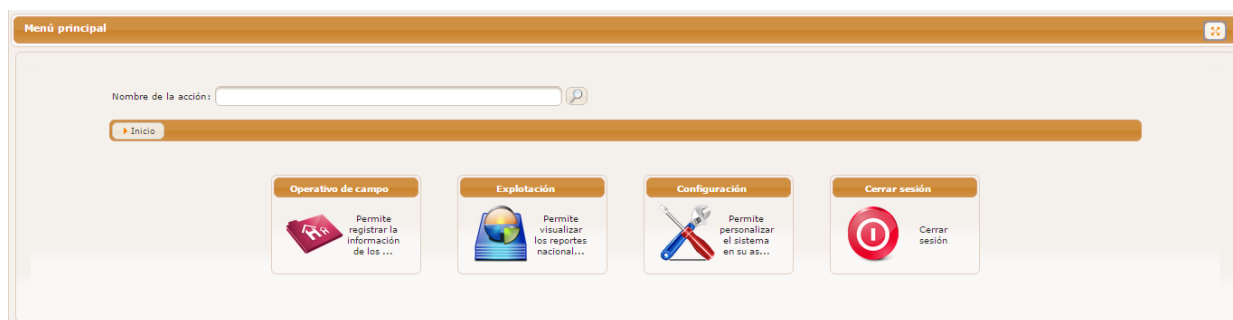 Menú principal
Nombre de la acción:
Inicio
Operativo de campo
Permite
registrar la
información
de los ...
Explotación
Permite
visualizar
los reportes
nacional...
Configuración
Permite
personalizar
el sistema
en su as...
Cerrar sesión
Cerrar
sesión